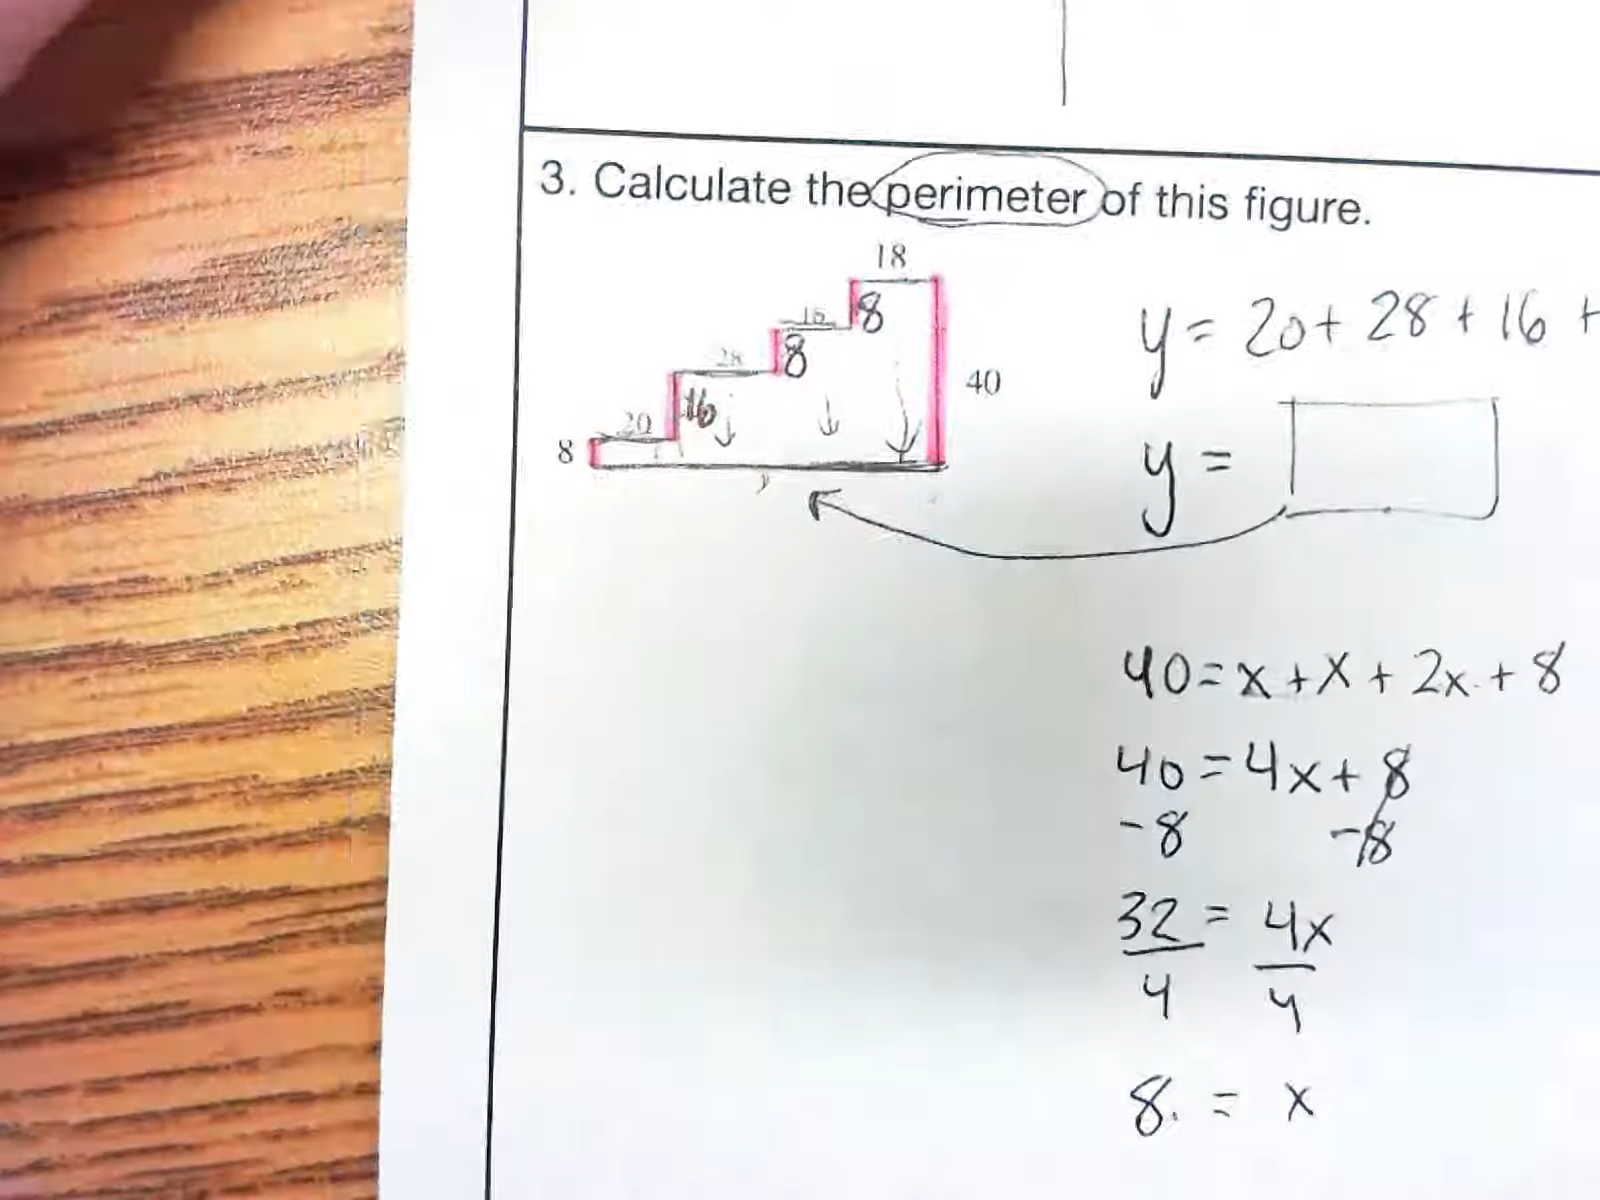 3. Calculate the perimeter of this figure.
18
16
8
28
8
40
20
16
8
y
y = 20 + 28 + 16 +
y =
40 = x + x + 2x + 8
40 = 4x + 8
-8 -8
32 = 4x
4 4
8. = x